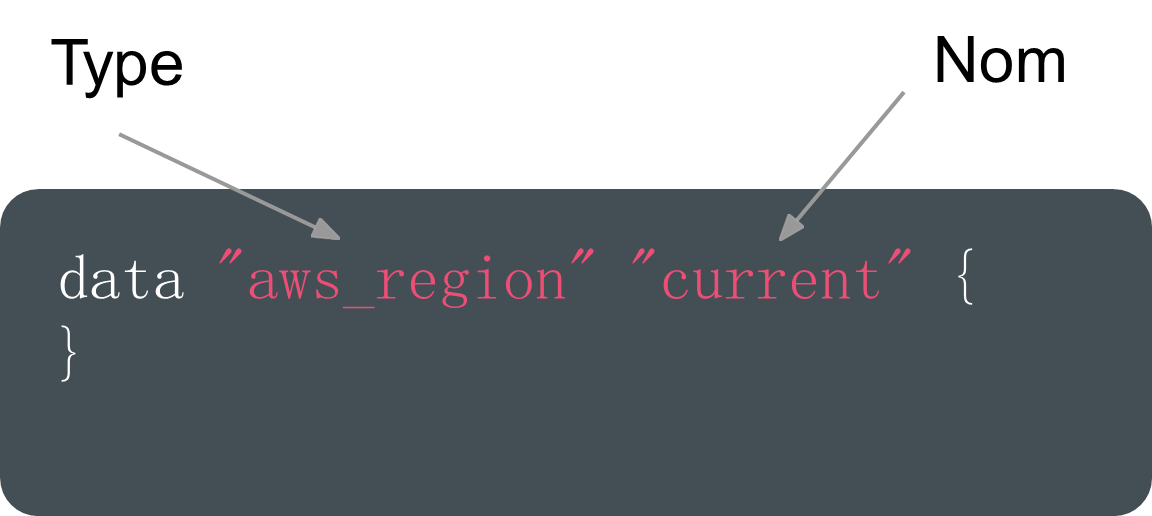 Type
Nom
data "aws_region" "current" {
}